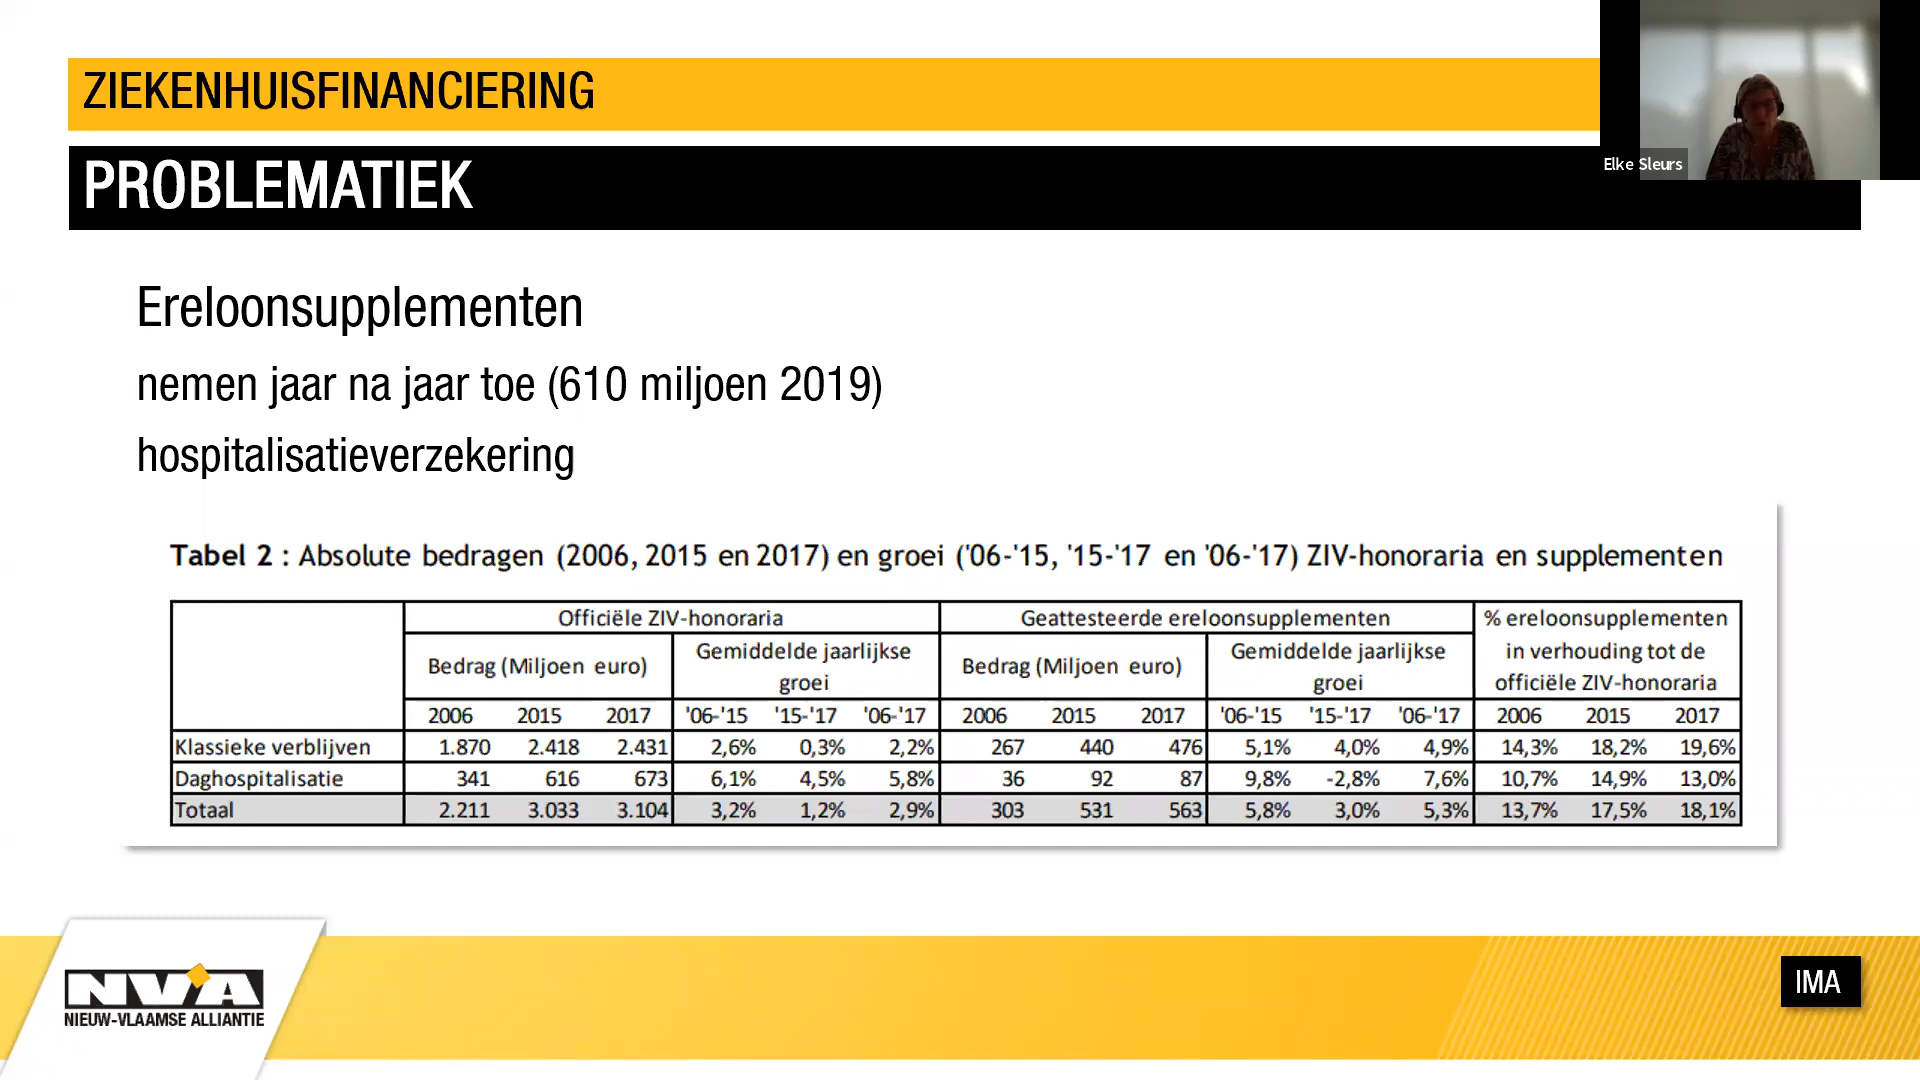 ZIEKENHUISFINANCIERING
PROBLEMATIEK
Elke Sleurs
Ereloonsupplementen
nemen jaar na jaar toe (610 miljoen 2019)
hospitalisatieverzekering
Tabel 2 : Absolute bedragen (2006, 2015 en 2017) en groei ('06-'15, '15-'17 en '06-'17) ZIV-honoraria en supplementen
Officiële ZIV-honoraria Geattesteerde ereloonsupplementen % ereloonsupplementen in verhouding tot de officiële ZIV-honoraria
Bedrag (Miljoen euro) Gemiddelde jaarlijkse groei Bedrag (Miljoen euro) Gemiddelde jaarlijkse groei
2006 2015 2017 '06-'15 '15-'17 '06-'17 2006 2015 2017 '06-'15 '15-'17 '06-'17 2006 2015 2017
Klassieke verblijven 1.870 2.418 2.431 2,6% 0,3% 2,2% 267 440 476 5,1% 4,0% 4,9% 14,3% 18,2% 19,6%
Daghospitalisatie 341 616 673 6,1% 4,5% 5,8% 36 92 87 9,8% -2,8% 7,6% 10,7% 14,9% 13,0%
Totaal 2.211 3.033 3.104 3,2% 1,2% 2,9% 303 531 563 5,8% 3,0% 5,3% 13,7% 17,5% 18,1%
NVA
NIEUW-VLAAMSE ALLIANTIE
IMA